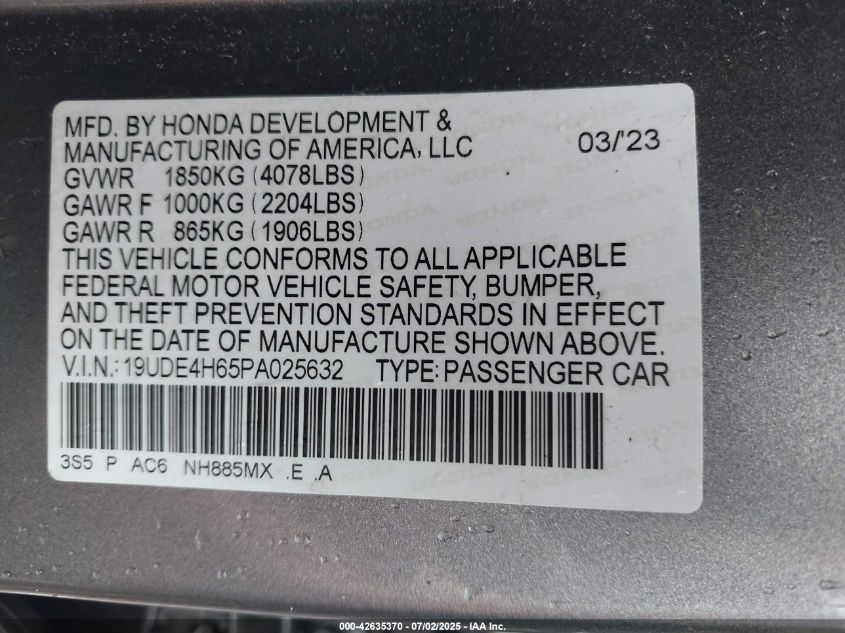 MFD. BY HONDA DEVELOPMENT &
MANUFACTURING OF AMERICA, LLC 03/'23
GVWR 1850KG (4078LBS)
GAWR F 1000KG (2204LBS)
GAWR R 865KG (1906LBS)
THIS VEHICLE CONFORMS TO ALL APPLICABLE
FEDERAL MOTOR VEHICLE SAFETY, BUMPER,
AND THEFT PREVENTION STANDARDS IN EFFECT
ON THE DATE OF MANUFACTURE SHOWN ABOVE.
V.I.N.: 19UDE4H65PA025632 TYPE: PASSENGER CAR
3S5 P AC6 NH885MX .E .A
000-42635370 - 07/02/2025 - IAA Inc.